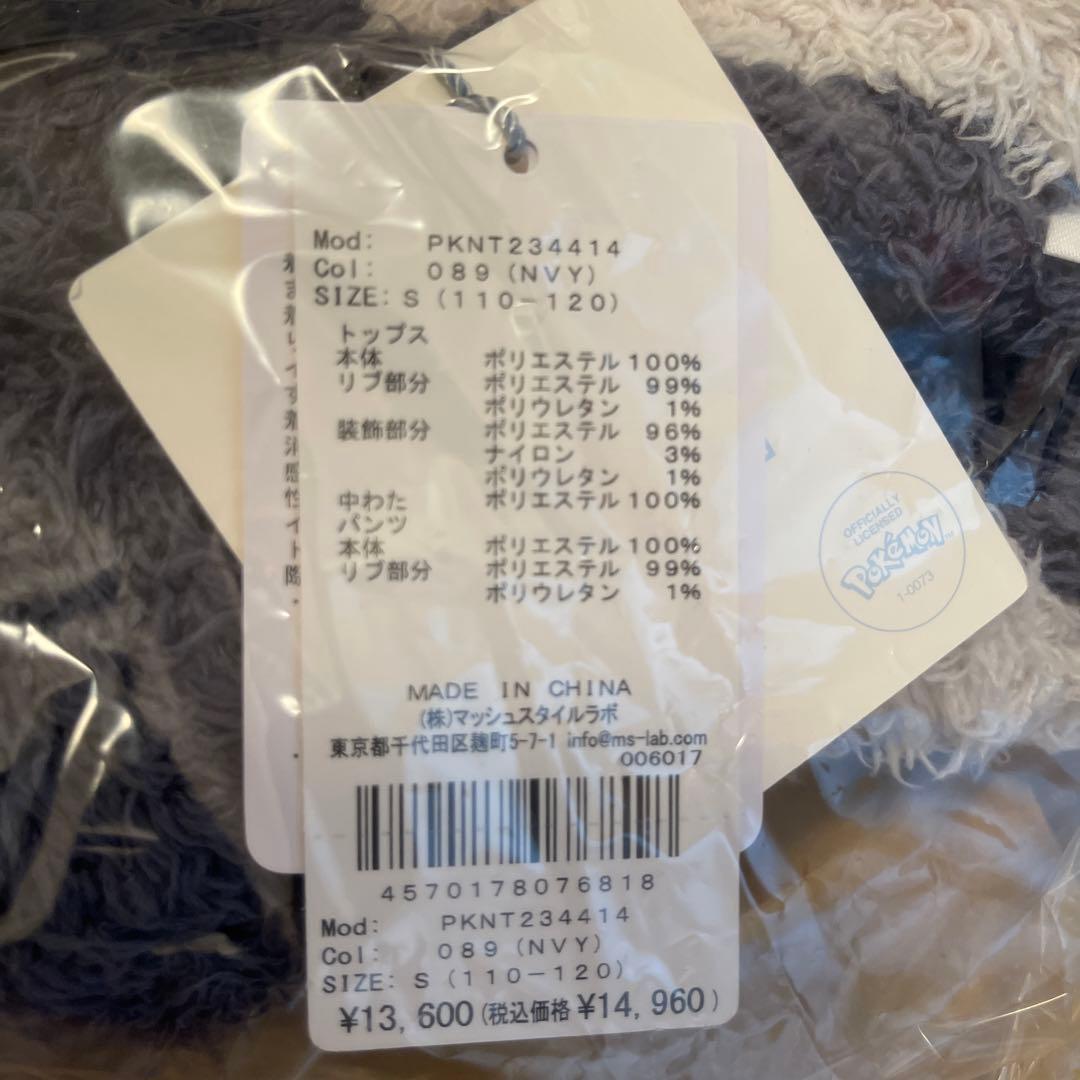 Mod: PKNT234414
Col: 089 (NVY)
SIZE: S (110-120)
トップス
本体 ポリエステル 100%
リブ部分 ポリエステル 99%
ポリウレタン 1%
装飾部分 ポリエステル 96%
ナイロン 3%
ポリウレタン 1%
中わた ポリエステル 100%
パンツ
本体 ポリエステル 100%
リブ部分 ポリエステル 99%
ポリウレタン 1%
MADE IN CHINA
(株)マッシュスタイルラボ
東京都千代田区麹町5-7-1 info@ms-lab.com
006017
4570178076818
Mod: PKNT234414
Col: 089 (NVY)
SIZE: S (110-120)
¥13,600(税込価格 ¥14,960)
OFFICIALLY
LICENSED
POKéMON™
1-0073